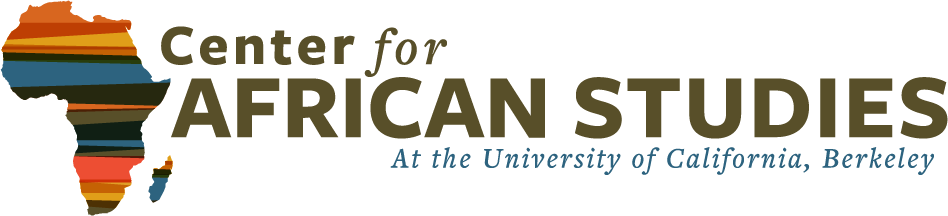 Center for
AFRICAN STUDIES
At the University of California, Berkeley